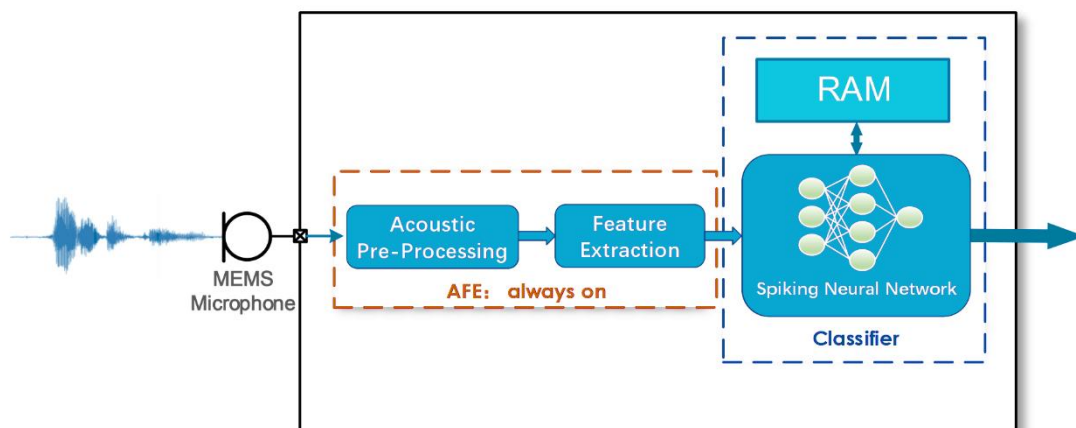 RAM
Acoustic
Pre-Processing
Feature
Extraction
MEMS
Microphone
AFE： always on
Spiking Neural Network
Classifier